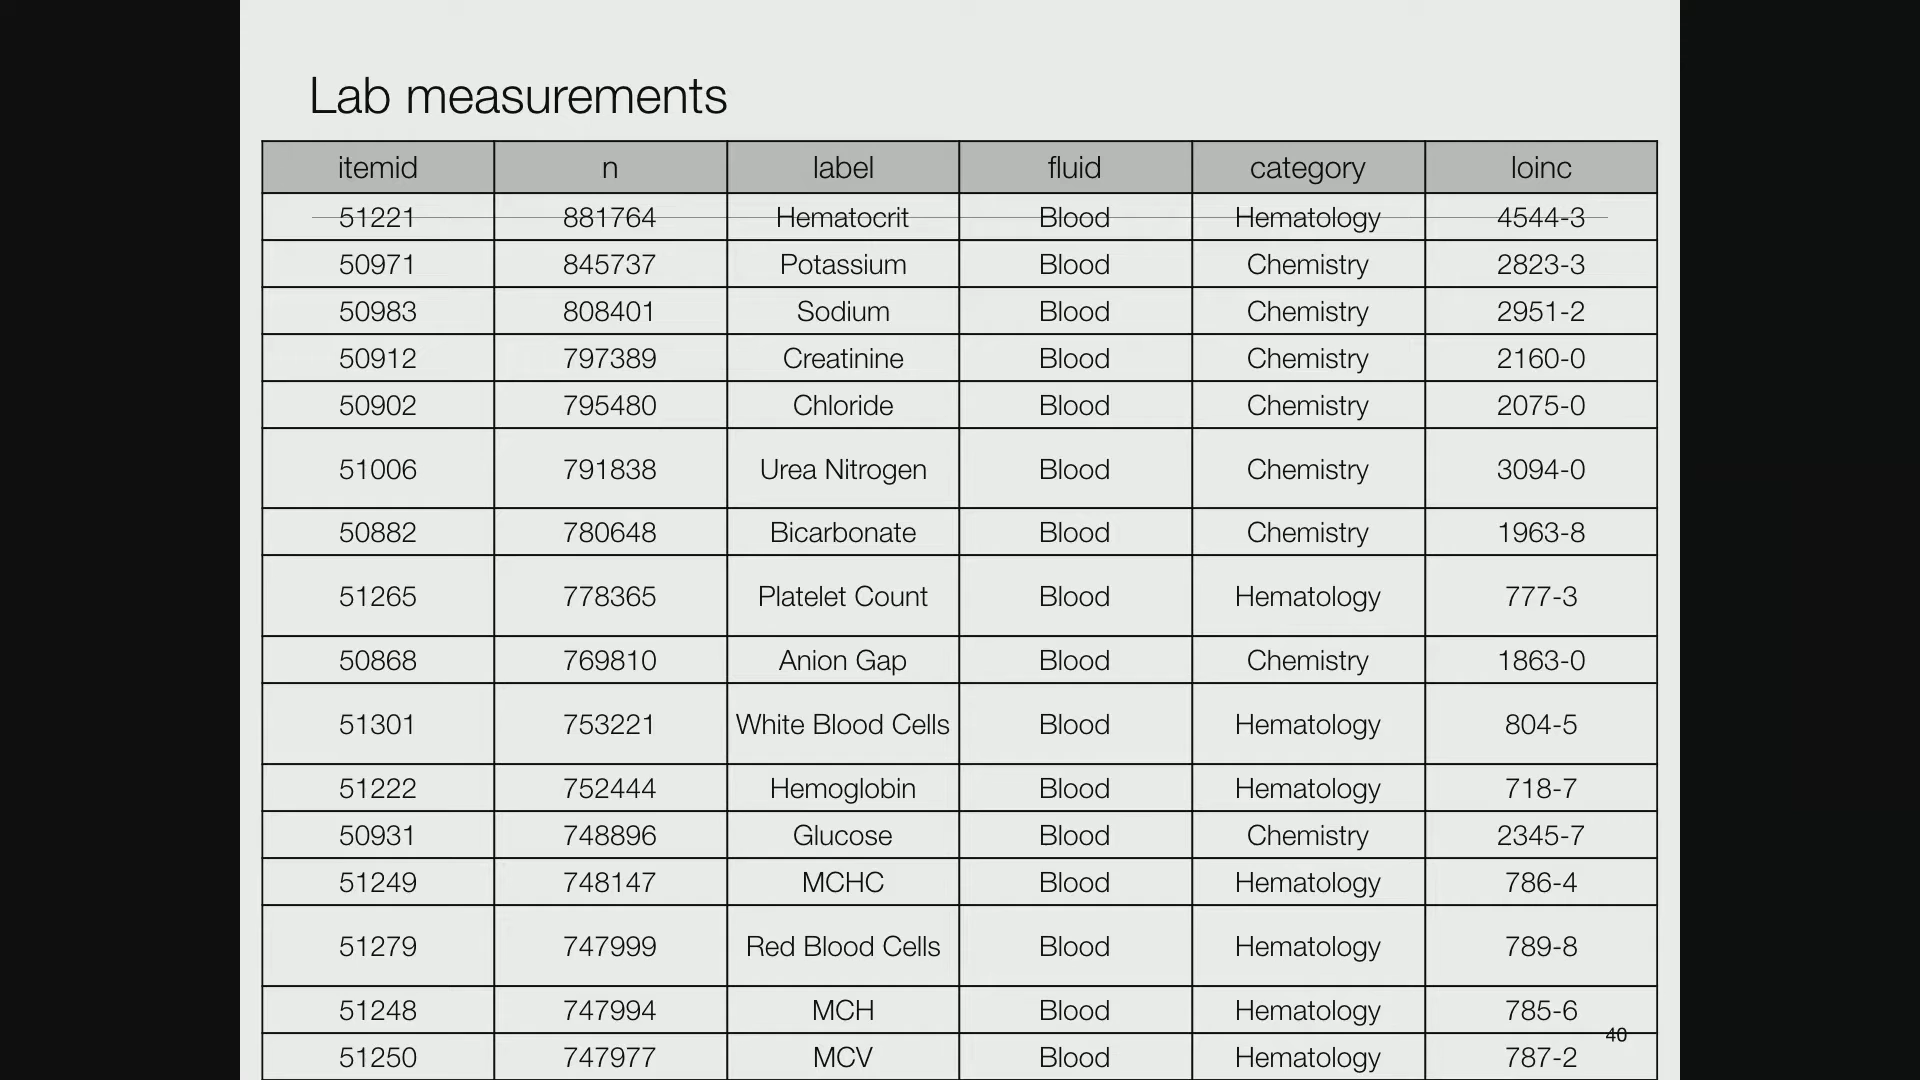 Lab measurements
itemid n label fluid category loinc
51221 881764 Hematocrit Blood Hematology 4544-3
50971 845737 Potassium Blood Chemistry 2823-3
50983 808401 Sodium Blood Chemistry 2951-2
50912 797389 Creatinine Blood Chemistry 2160-0
50902 795480 Chloride Blood Chemistry 2075-0
51006 791838 Urea Nitrogen Blood Chemistry 3094-0
50882 780648 Bicarbonate Blood Chemistry 1963-8
51265 778365 Platelet Count Blood Hematology 777-3
50868 769810 Anion Gap Blood Chemistry 1863-0
51301 753221 White Blood Cells Blood Hematology 804-5
51222 752444 Hemoglobin Blood Hematology 718-7
50931 748896 Glucose Blood Chemistry 2345-7
51249 748147 MCHC Blood Hematology 786-4
51279 747999 Red Blood Cells Blood Hematology 789-8
51248 747994 MCH Blood Hematology 785-6
40
51250 747977 MCV Blood Hematology 787-2